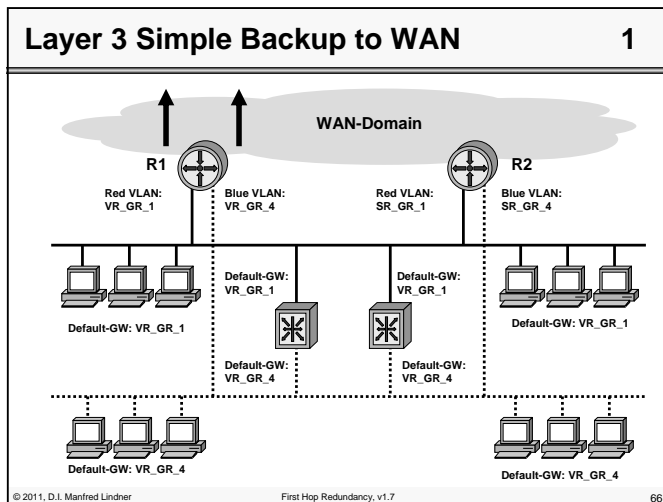 Layer 3 Simple Backup to WAN 1
WAN-Domain
R1
R2
Red VLAN:
VR_GR_1
Blue VLAN:
VR_GR_4
Red VLAN:
SR_GR_1
Blue VLAN:
SR_GR_4
Default-GW:
VR_GR_1
Default-GW:
VR_GR_1
Default-GW: VR_GR_1
Default-GW: VR_GR_1
Default-GW:
VR_GR_4
Default-GW:
VR_GR_4
Default-GW: VR_GR_4
Default-GW: VR_GR_4
© 2011, D.I. Manfred Lindner First Hop Redundancy, v1.7 66